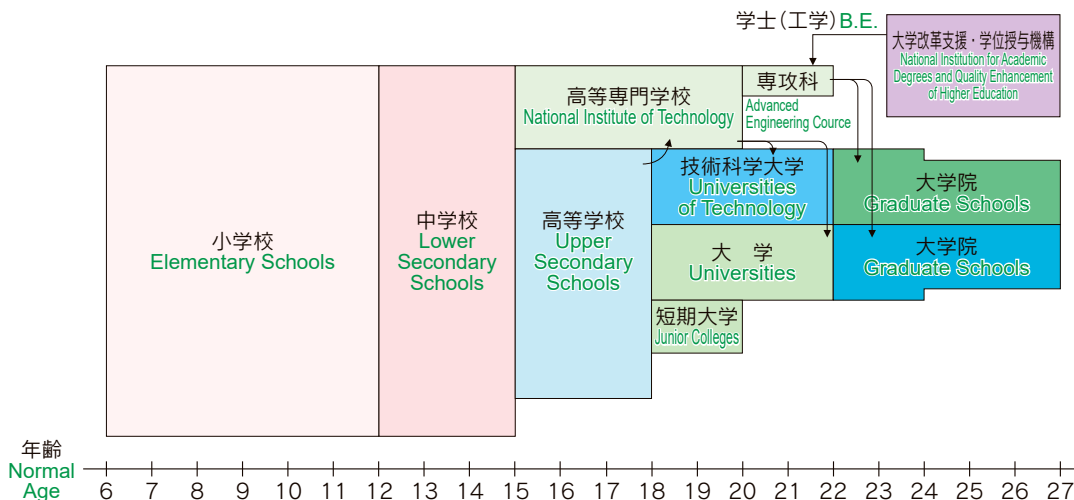 学士(工学)B.E.
大学改革支援・学位授与機構
National Institution for Academic
Degrees and Quality Enhancement
of Higher Education
高等専門学校
National Institute of Technology
専攻科
Advanced
Engineering Cource
技術科学大学
Universities
of Technology
大学院
Graduate Schools
小学校
Elementary Schools
中学校
Lower
Secondary
Schools
高等学校
Upper
Secondary
Schools
大 学
Universities
大学院
Graduate Schools
短期大学
Junior Colleges
年齢
Normal
Age
6 7 8 9 10 11 12 13 14 15 16 17 18 19 20 21 22 23 24 25 26 27